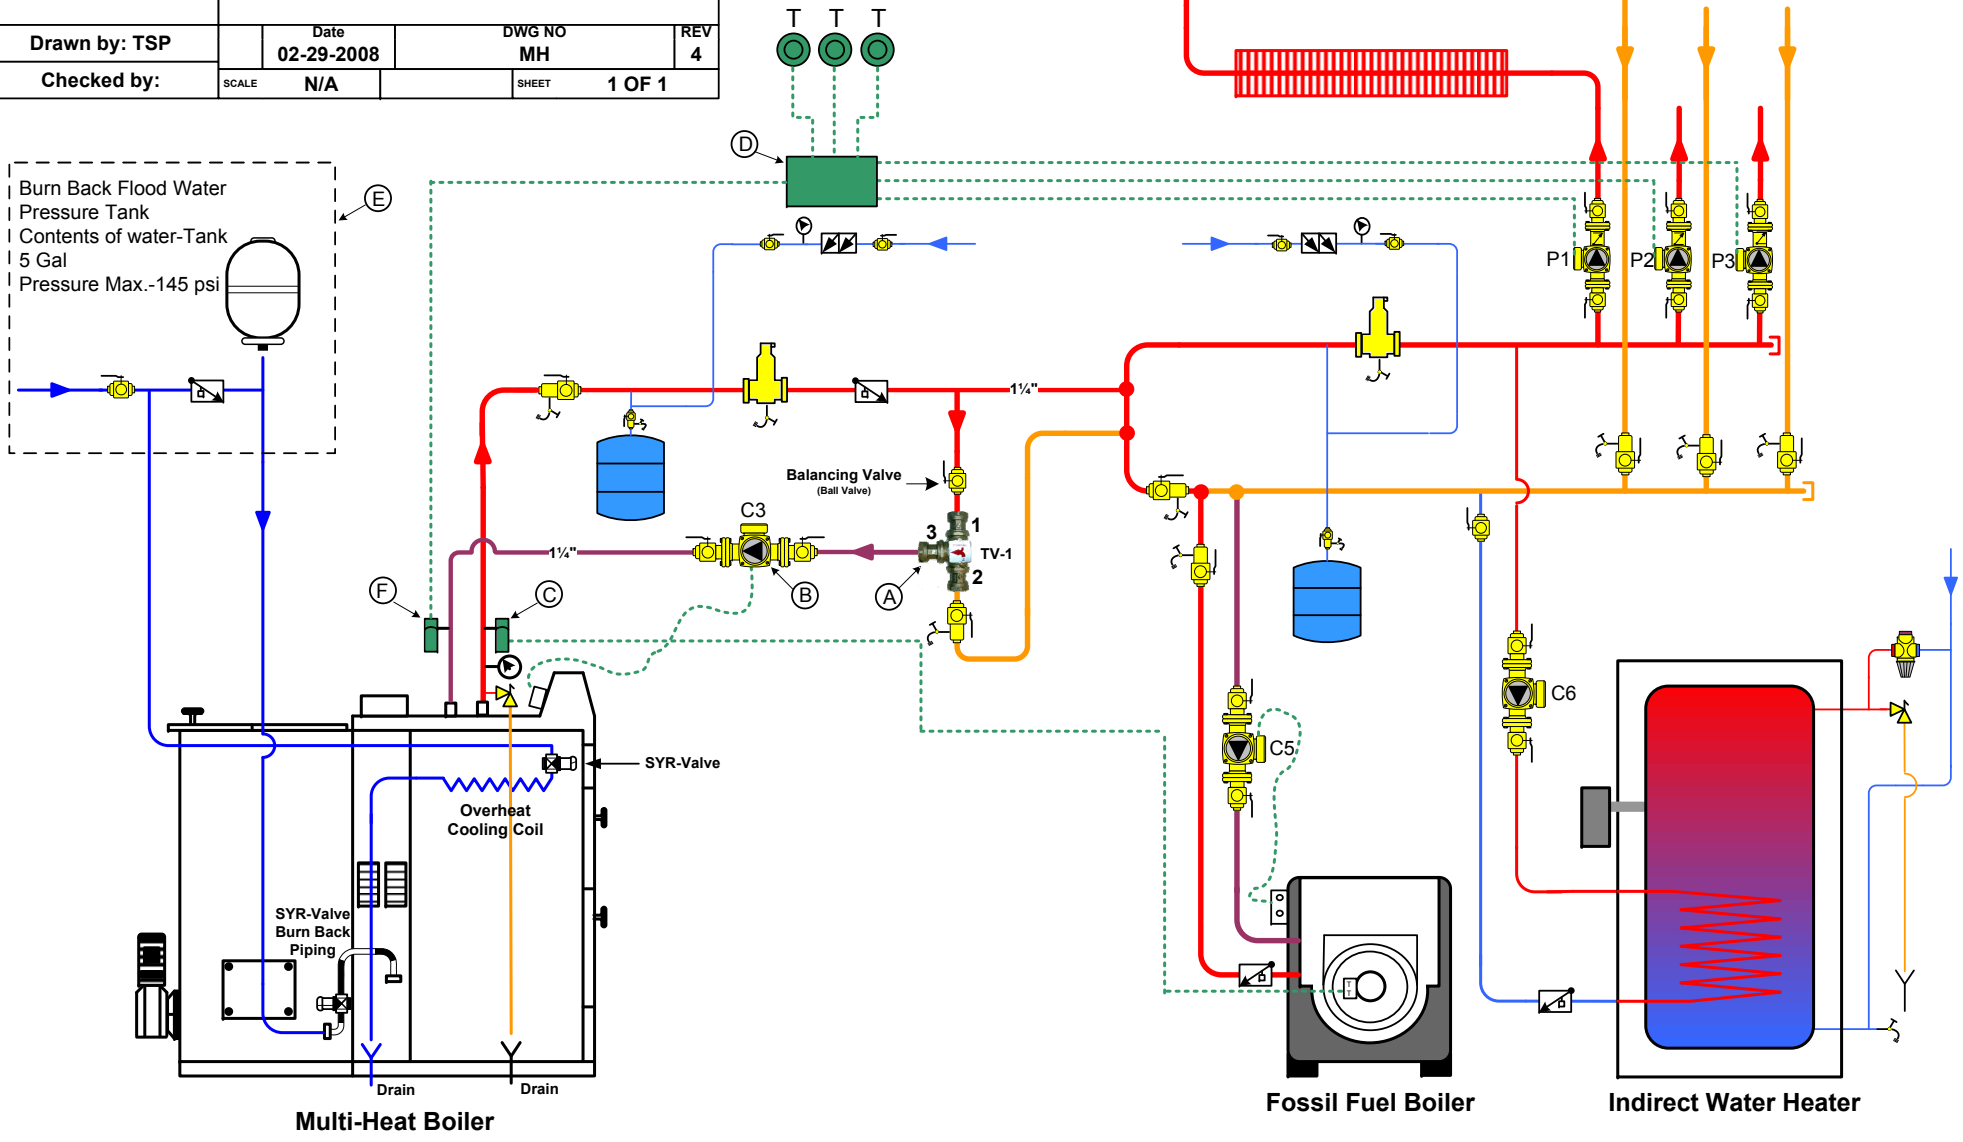 Drawn by: TSP
Date
02-29-2008
DWG NO
MH
REV
4
Checked by:
SCALE
N/A
SHEET
1 OF 1
T T T
D
Burn Back Flood Water
Pressure Tank
Contents of water-Tank
5 Gal
Pressure Max.-145 psi
E
P1
P2
P3
1¼"
Balancing Valve
(Ball Valve)
C3
1¼"
3
1
TV-1
2
F
C
B
A
SYR-Valve
Overheat
Cooling Coil
C5
C6
SYR-Valve
Burn Back
Piping
T
T
Drain
Drain
Multi-Heat Boiler
Fossil Fuel Boiler
Indirect Water Heater